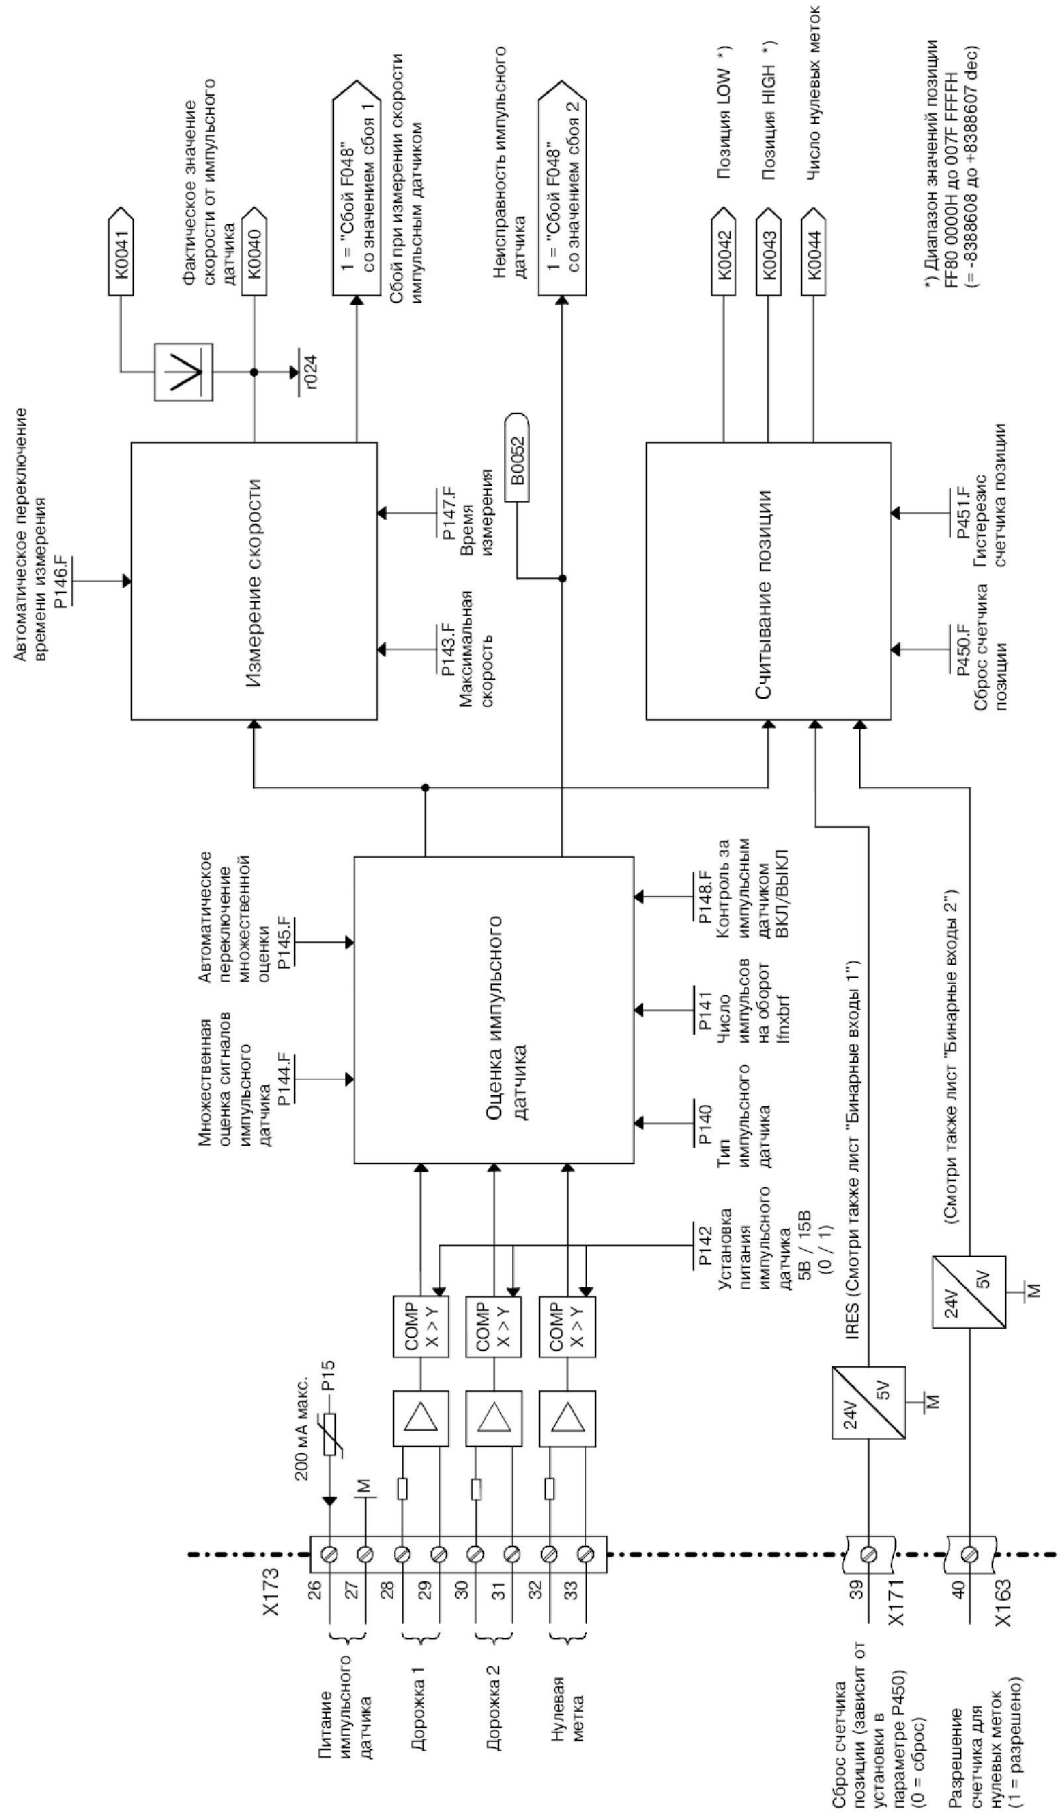 Питание
импульсного
датчика
Дорожка 1
Дорожка 2
Нулевая
метка
X173
26
27
28
29
30
31
32
33
200 мА макс.
P15
M
COMP
X > Y
COMP
X > Y
COMP
X > Y
P142
Установка
питания
импульсного
датчика
5В / 15В
(0 / 1)
Множественная
оценка сигналов
импульсного
датчика
P144.F
Автоматическое
переключение
множественной
оценки
P145.F
Оценка импульсного
датчика
P140
Тип
импульсного
датчика
P141
Число
импульсов
на оборот
lfnxbrf
P148.F
Контроль за
импульсным
датчиком
ВКЛ/ВЫКЛ
Автоматическое переключение
времени измерения
P146.F
Измерение скорости
P143.F
Максимальная
скорость
P147.F
Время
измерения
K0041
Фактическое значение
скорости от импульсного
датчика
K0040
r024
1 = "Сбой F048"
со значением сбоя 1
Сбой при измерении скорости
импульсным датчиком
B0052
Неисправность импульсного
датчика
1 = "Сбой F048"
со значением сбоя 2
Считывание позиции
P450.F
Сброс счетчика
позиции
P451.F
Гистерезис
счетчика позиции
K0042
Позиция LOW *)
K0043
Позиция HIGH *)
K0044
Число нулевых меток
*) Диапазон значений позиции
FF80 0000H до 007F FFFFH
(= -8388608 до +8388607 dec)
Сброс счетчика
позиции (зависит от
установки в
параметре P450)
(0 = сброс)
39
X171
24V
5V
M
IRES (Смотри также лист "Бинарные входы 1")
Разрешение
счетчика для
нулевых меток
(1 = разрешено)
40
X163
24V
5V
M
(Смотри также лист "Бинарные входы 2")